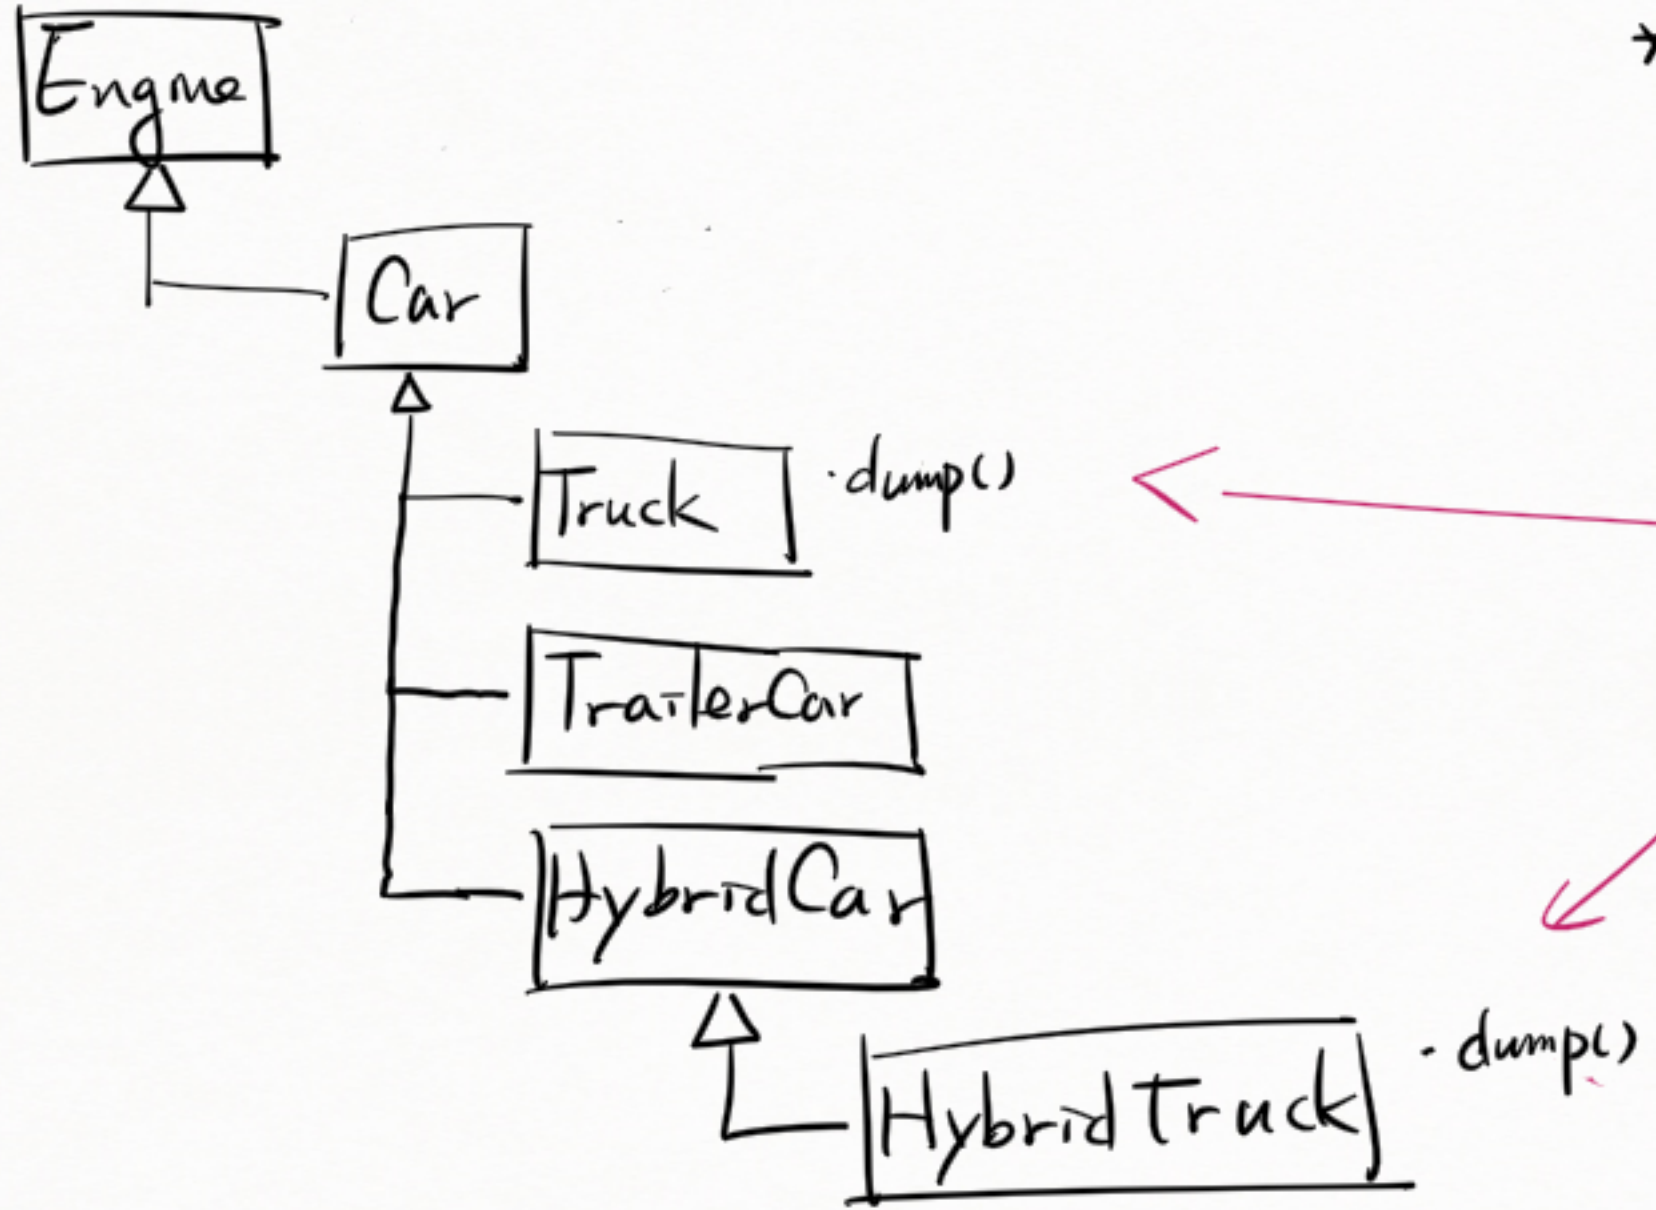 Engine
Car
Truck
.dump()
TrailerCar
HybridCar
HybridTruck
.dump()